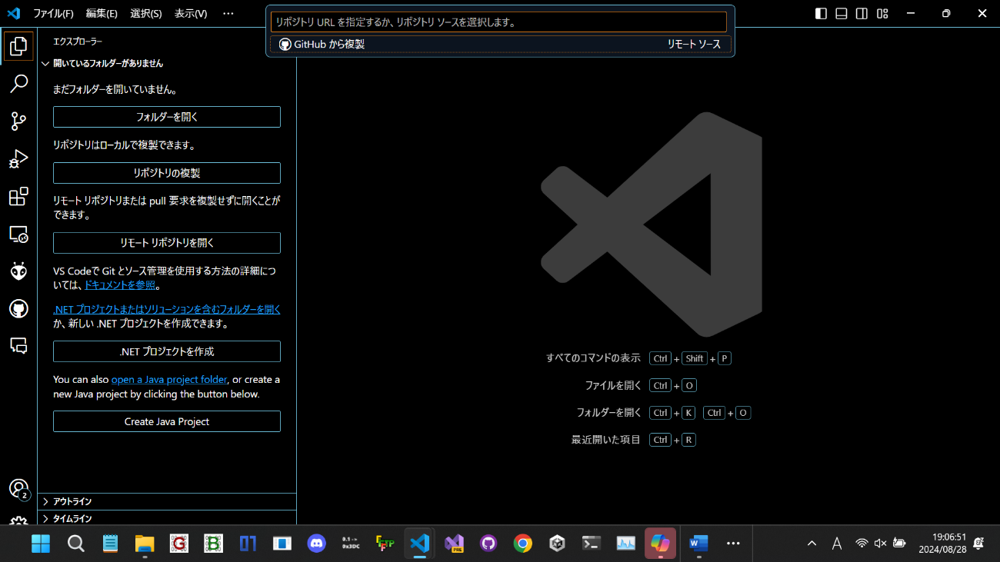 ファイル(F) 編集(E) 選択(S) 表示(V) ···
リポジトリ URL を指定するか、リポジトリ ソースを選択します。
GitHub から複製 リモート ソース
エクスプローラー
開いているフォルダーがありません
まだフォルダーを開いていません。
フォルダーを開く
リポジトリはローカルで複製できます。
リポジトリの複製
リモート リポジトリまたは pull 要求を複製せずに開くことが
できます。
リモート リポジトリを開く
VS Codeで Git とソース管理を使用する方法の詳細につ
いては、ドキュメントを参照。
.NET プロジェクトまたはソリューションを含むフォルダーを開く
か、新しい .NET プロジェクトを作成できます。
.NET プロジェクトを作成
You can also open a Java project folder, or create a
new Java project by clicking the button below.
Create Java Project
アウトライン
タイムライン
2
すべてのコマンドの表示 Ctrl + Shift + P
ファイルを開く Ctrl + O
フォルダーを開く Ctrl + K Ctrl + O
最近開いた項目 Ctrl + R
G B 01 0.1--> 0x3DC FFFTP PRE W A
19:06:51
2024/08/28